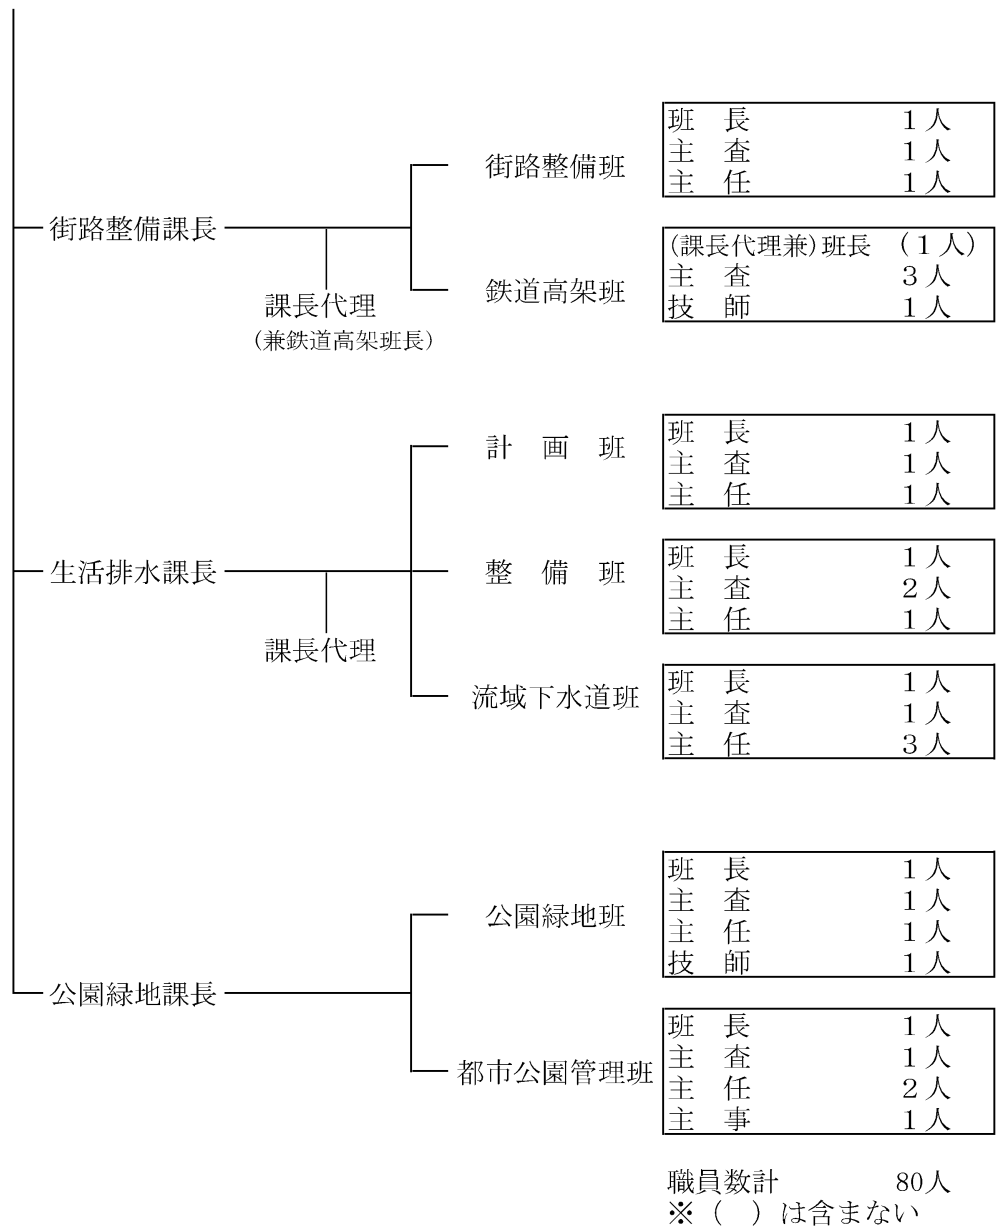 街路整備課長
課長代理
(兼鉄道高架班長)
街路整備班
班　長　1人
主　査　1人
主　任　1人
鉄道高架班
(課長代理兼)班長　(1人)
主　査　3人
技　師　1人
生活排水課長
課長代理
計　画　班
班　長　1人
主　査　1人
主　任　1人
整　備　班
班　長　1人
主　査　2人
主　任　1人
流域下水道班
班　長　1人
主　査　1人
主　任　3人
公園緑地課長
公園緑地班
班　長　1人
主　査　1人
主　任　1人
技　師　1人
都市公園管理班
班　長　1人
主　査　1人
主　任　2人
主　事　1人
職員数計　80人
※(　)は含まない